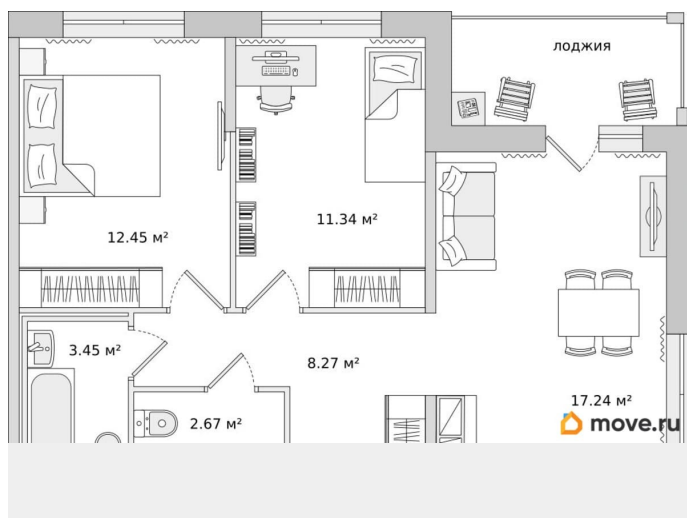 лоджия
12.45 м²
11.34 м²
3.45 м²
8.27 м²
17.24 м²
2.67 м²
move.ru